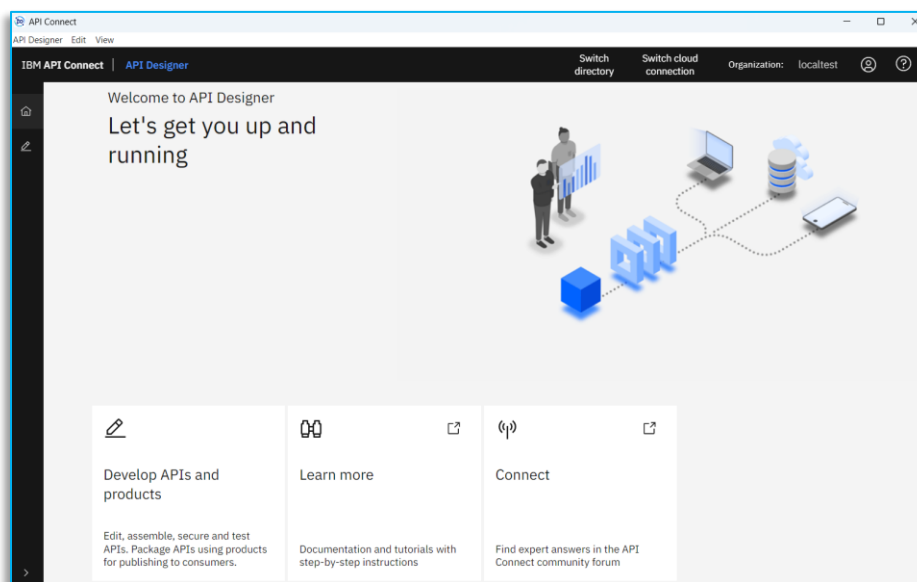 API Connect
API Designer Edit View
IBM API Connect | API Designer
Switch directory
Switch cloud connection
Organization: localtest
Welcome to API Designer
Let's get you up and
running
Develop APIs and
products
Edit, assemble, secure and test
APIs. Package APIs using products
for publishing to consumers.
Learn more
Documentation and tutorials with
step-by-step instructions
Connect
Find expert answers in the API
Connect community forum